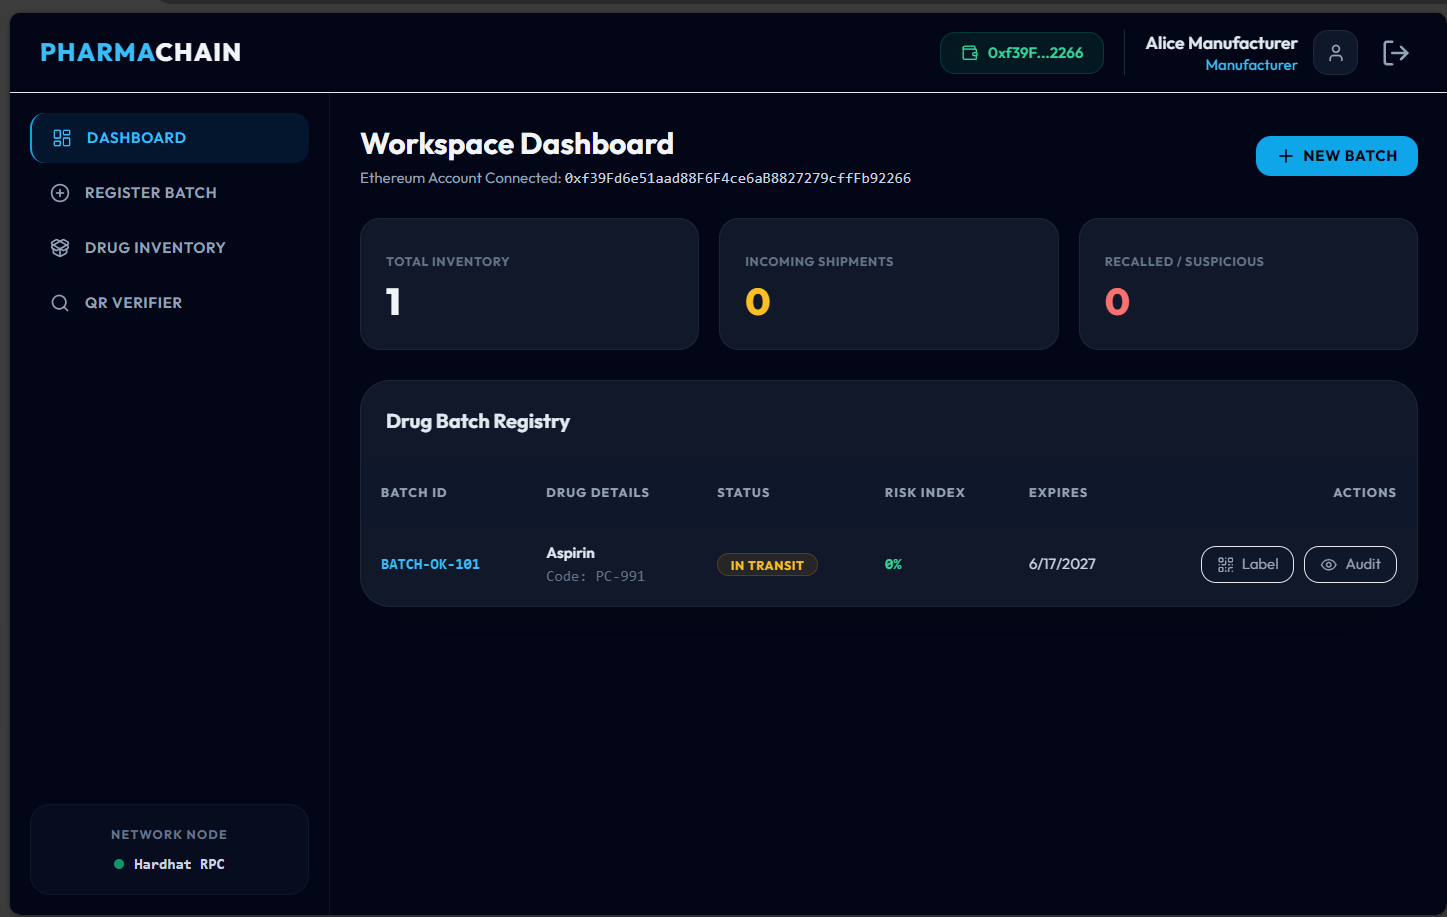 PHARMACHAIN
0xf39F...2266
Alice Manufacturer
Manufacturer
DASHBOARD
REGISTER BATCH
DRUG INVENTORY
QR VERIFIER
NETWORK NODE
Hardhat RPC
Workspace Dashboard
Ethereum Account Connected: 0xf39Fd6e51aad88F6F4ce6aB8827279cffFb92266
NEW BATCH
TOTAL INVENTORY
1
INCOMING SHIPMENTS
0
RECALLED / SUSPICIOUS
0
Drug Batch Registry
BATCH ID DRUG DETAILS STATUS RISK INDEX EXPIRES ACTIONS
BATCH-OK-101 Aspirin IN TRANSIT 0% 6/17/2027 Label Audit
Code: PC-991